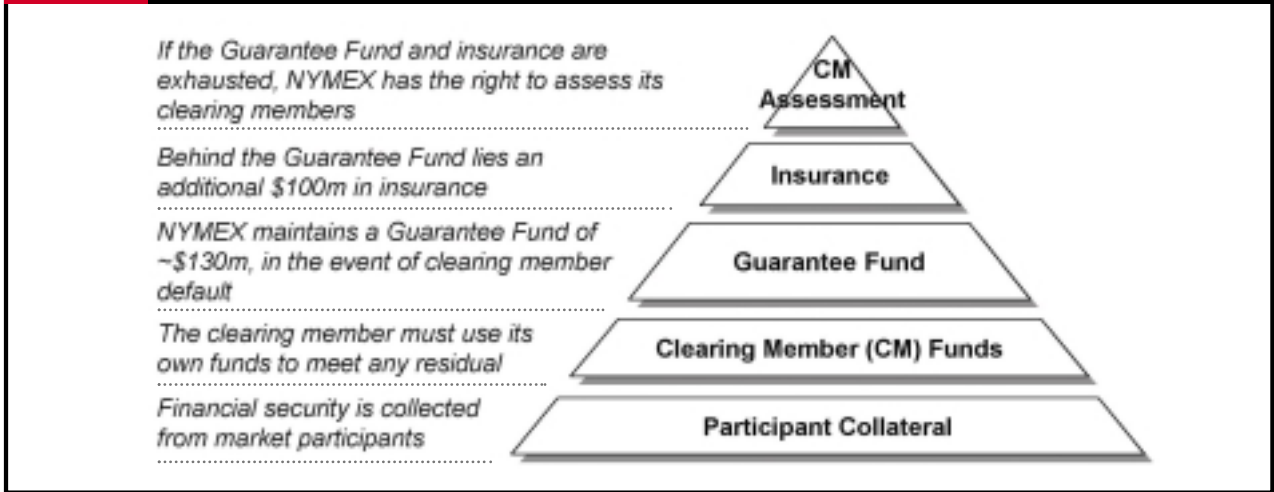 If the Guarantee Fund and insurance are
exhausted, NYMEX has the right to assess its
clearing members
CM
Assessment
Behind the Guarantee Fund lies an
additional $100m in insurance
Insurance
NYMEX maintains a Guarantee Fund of
~$130m, in the event of clearing member
default
Guarantee Fund
The clearing member must use its
own funds to meet any residual
Clearing Member (CM) Funds
Financial security is collected
from market participants
Participant Collateral